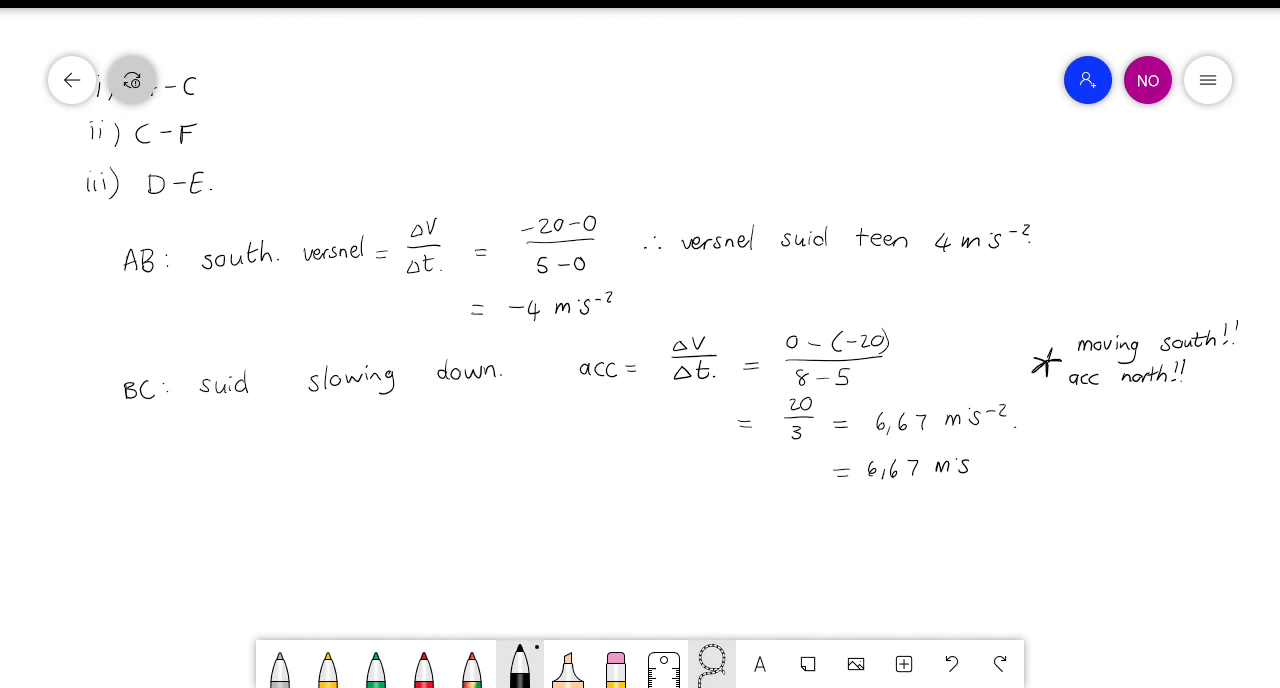 i) -C
NO
ii) C-F
iii) D-E.
AB: south. versnel = ΔV/Δt. = -20-0/5-0 ∴ versnel suid teen 4 m·s⁻².
= -4 m·s⁻²
BC: suid slowing down. acc = ΔV/Δt. = 0-(-20)/8-5
* moving south!!
acc north!!
= 20/3 = 6,67 m·s⁻².
= 6,67 m·s
A